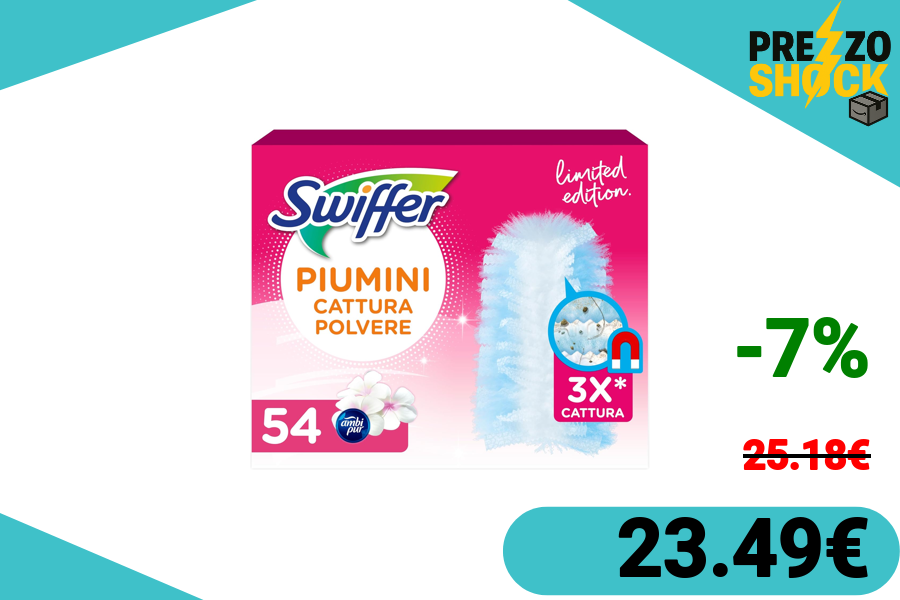 PREZZO
SHOCK
Swiffer
limited
edition.
PIUMINI
CATTURA
POLVERE
3X*
CATTURA
54
ambi
pur
-7%
25.18€
23.49€